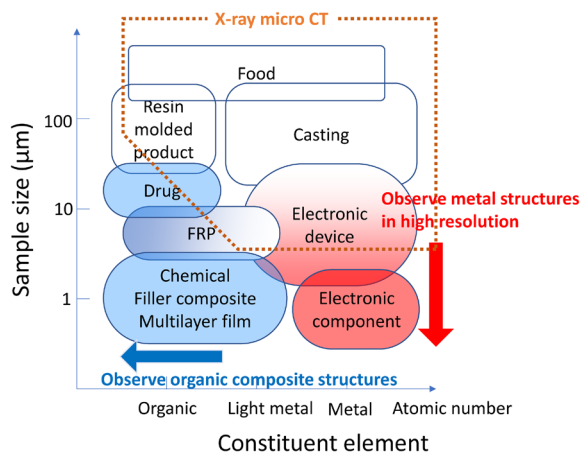 X-ray micro CT
Food
Resin
molded
product
Casting
100
Drug
Observe metal structures
in high resolution
10
Electronic
device
FRP
Chemical
Filler composite
Multilayer film
1
Electronic
component
Sample size (μm)
Observe organic composite structures
Organic
Light metal
Metal
Atomic number
Constituent element